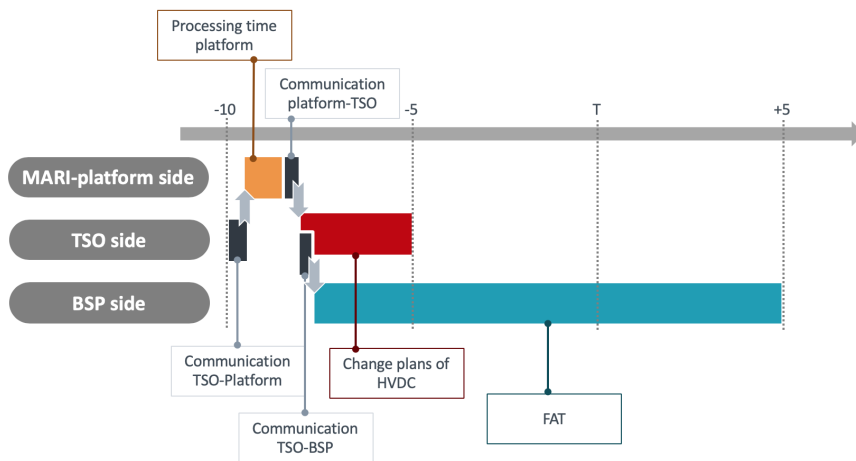 Processing time
platform
Communication
platform-TSO
-10
-5
T
+5
MARI-platform side
TSO side
BSP side
Communication
TSO-Platform
Change plans of
HVDC
Communication
TSO-BSP
FAT